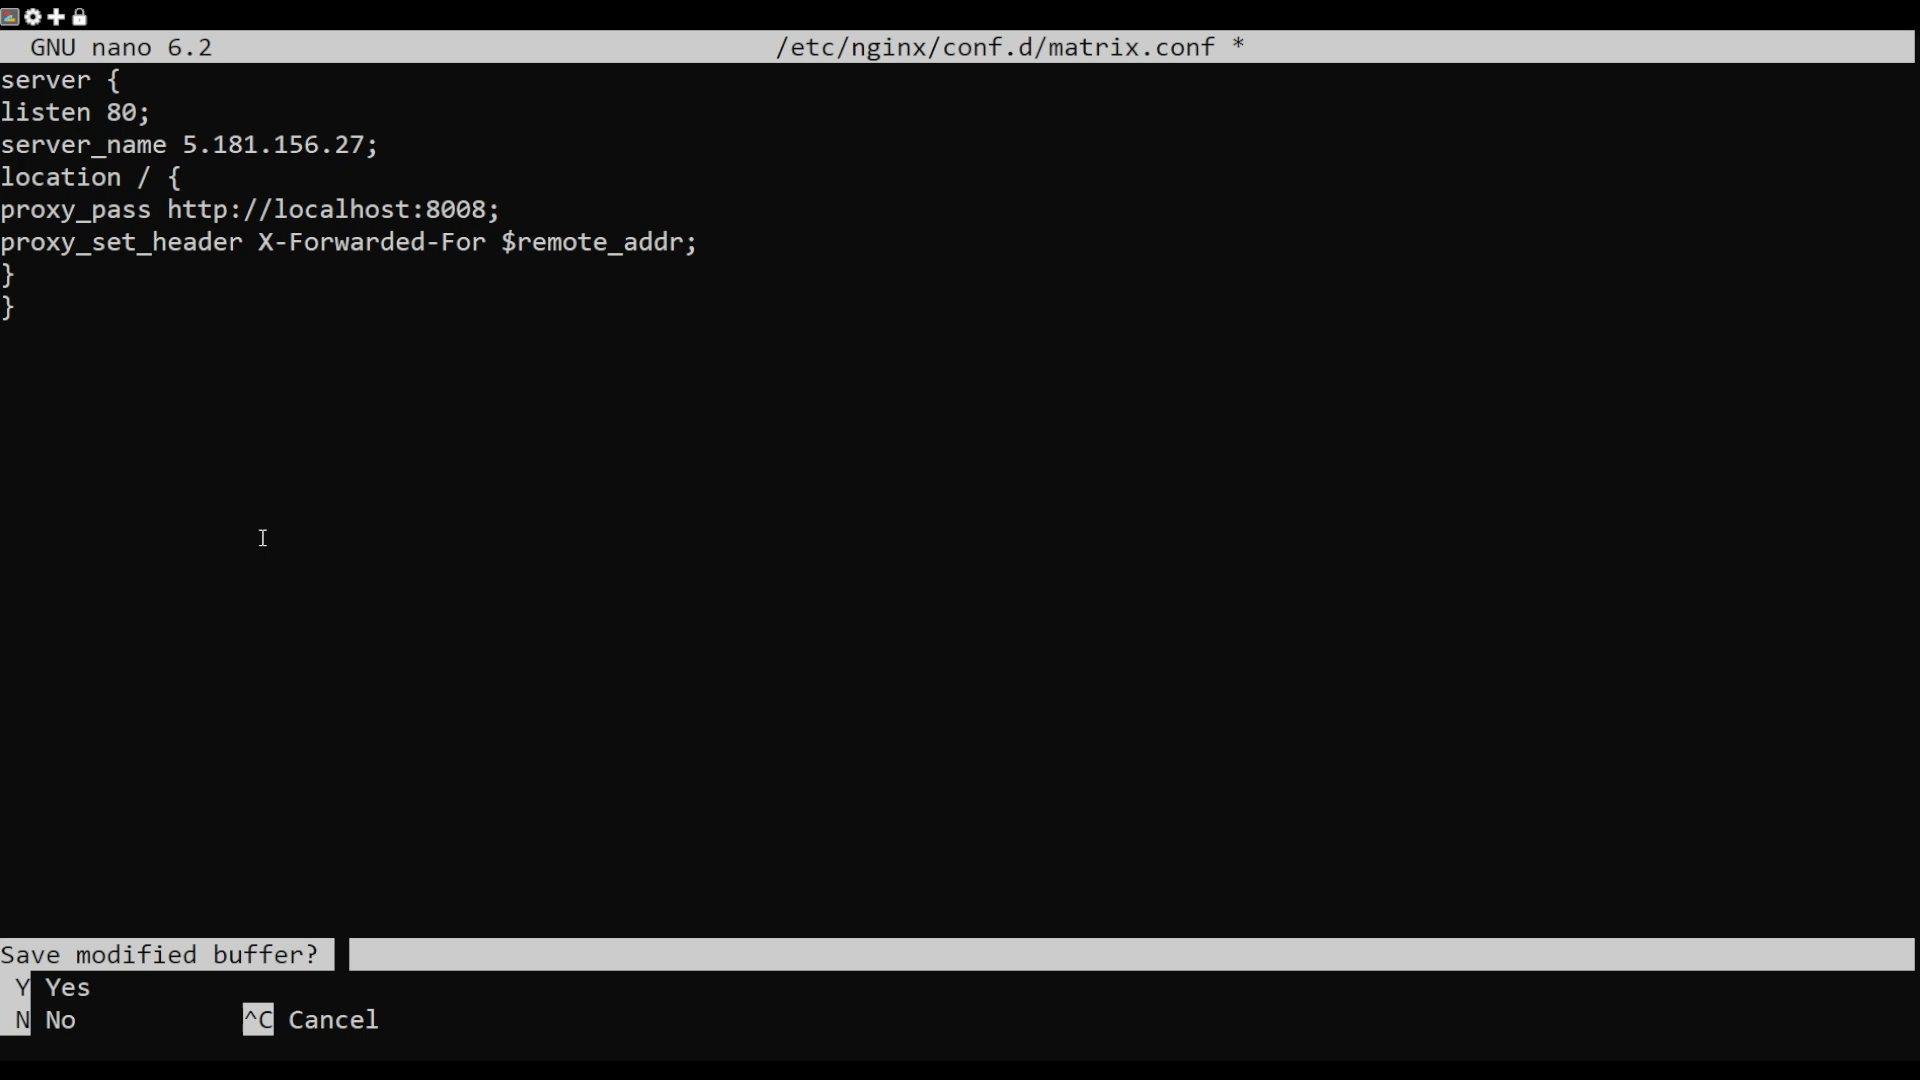 GNU nano 6.2 /etc/nginx/conf.d/matrix.conf *
server {
listen 80;
server_name 5.181.156.27;
location / {
proxy_pass http://localhost:8008;
proxy_set_header X-Forwarded-For $remote_addr;
}
}
Save modified buffer?
Y Yes
N No ^C Cancel